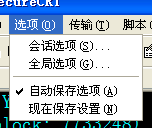 ecureCRT
选项(O) 传输(T) 脚本
会话选项(S)...
全局选项(G)...
✓ 自动保存选项(A)
现在保存设置(N)